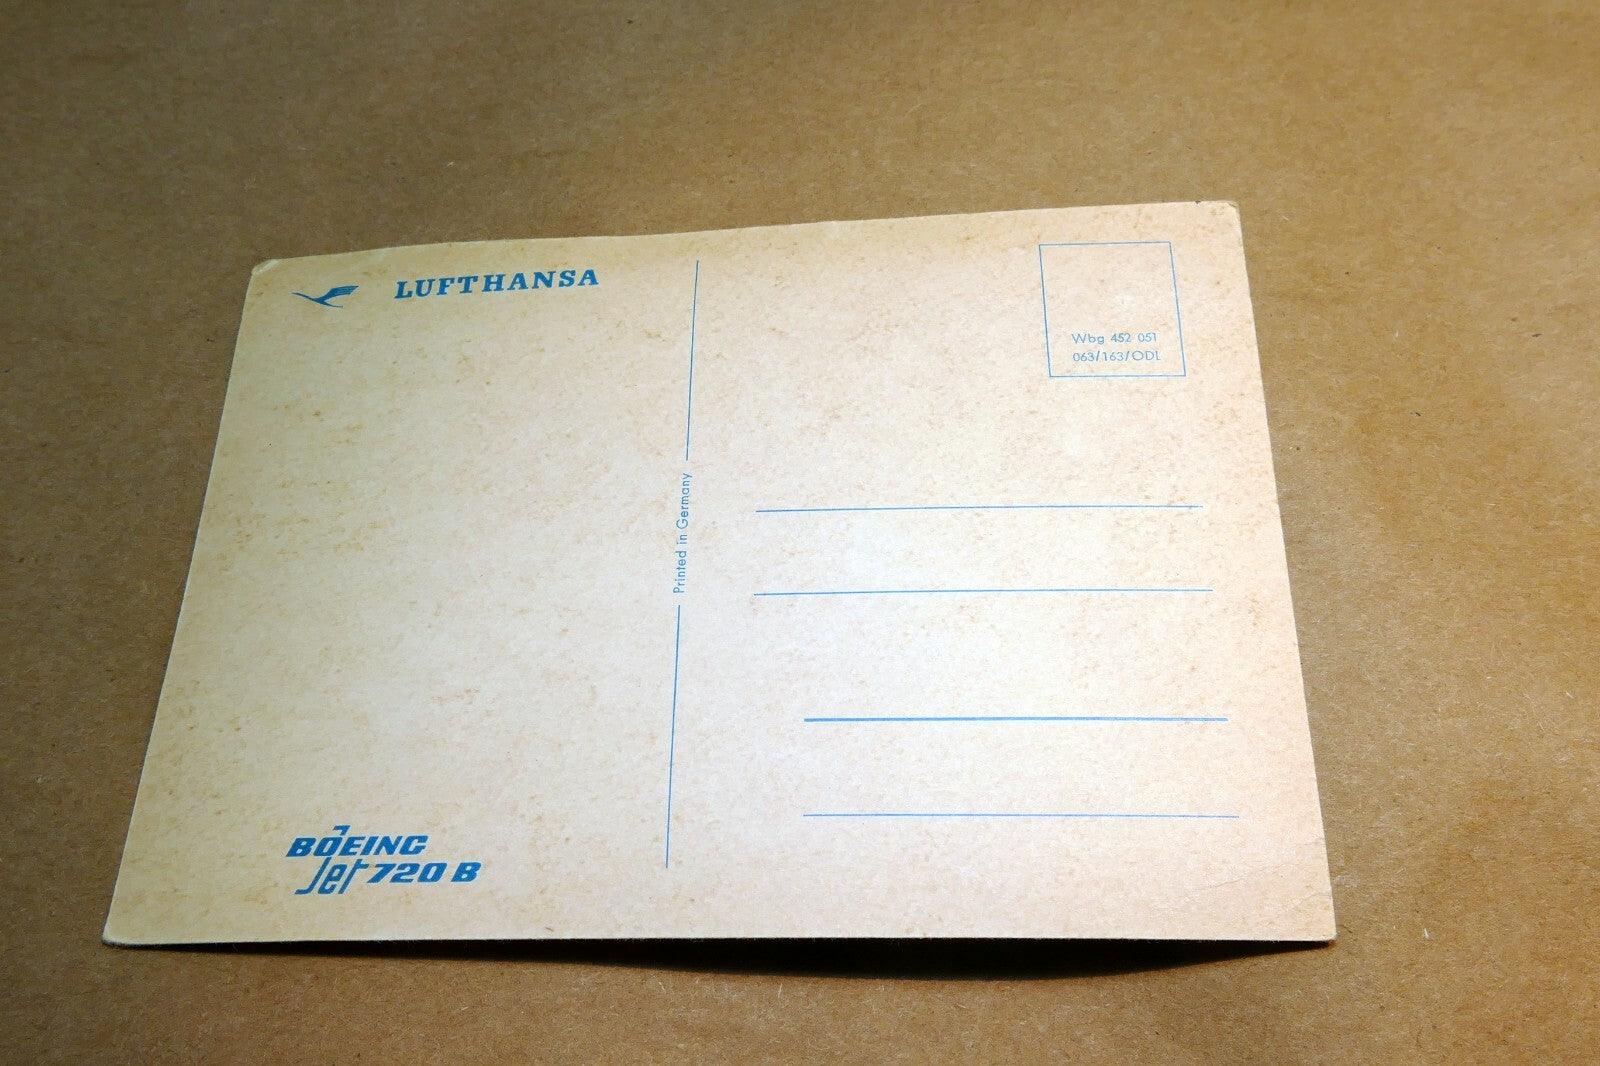 LUFTHANSA
Wbg 452 051
063/163/ODL
Printed in Germany
BOEING
Jet 720 B